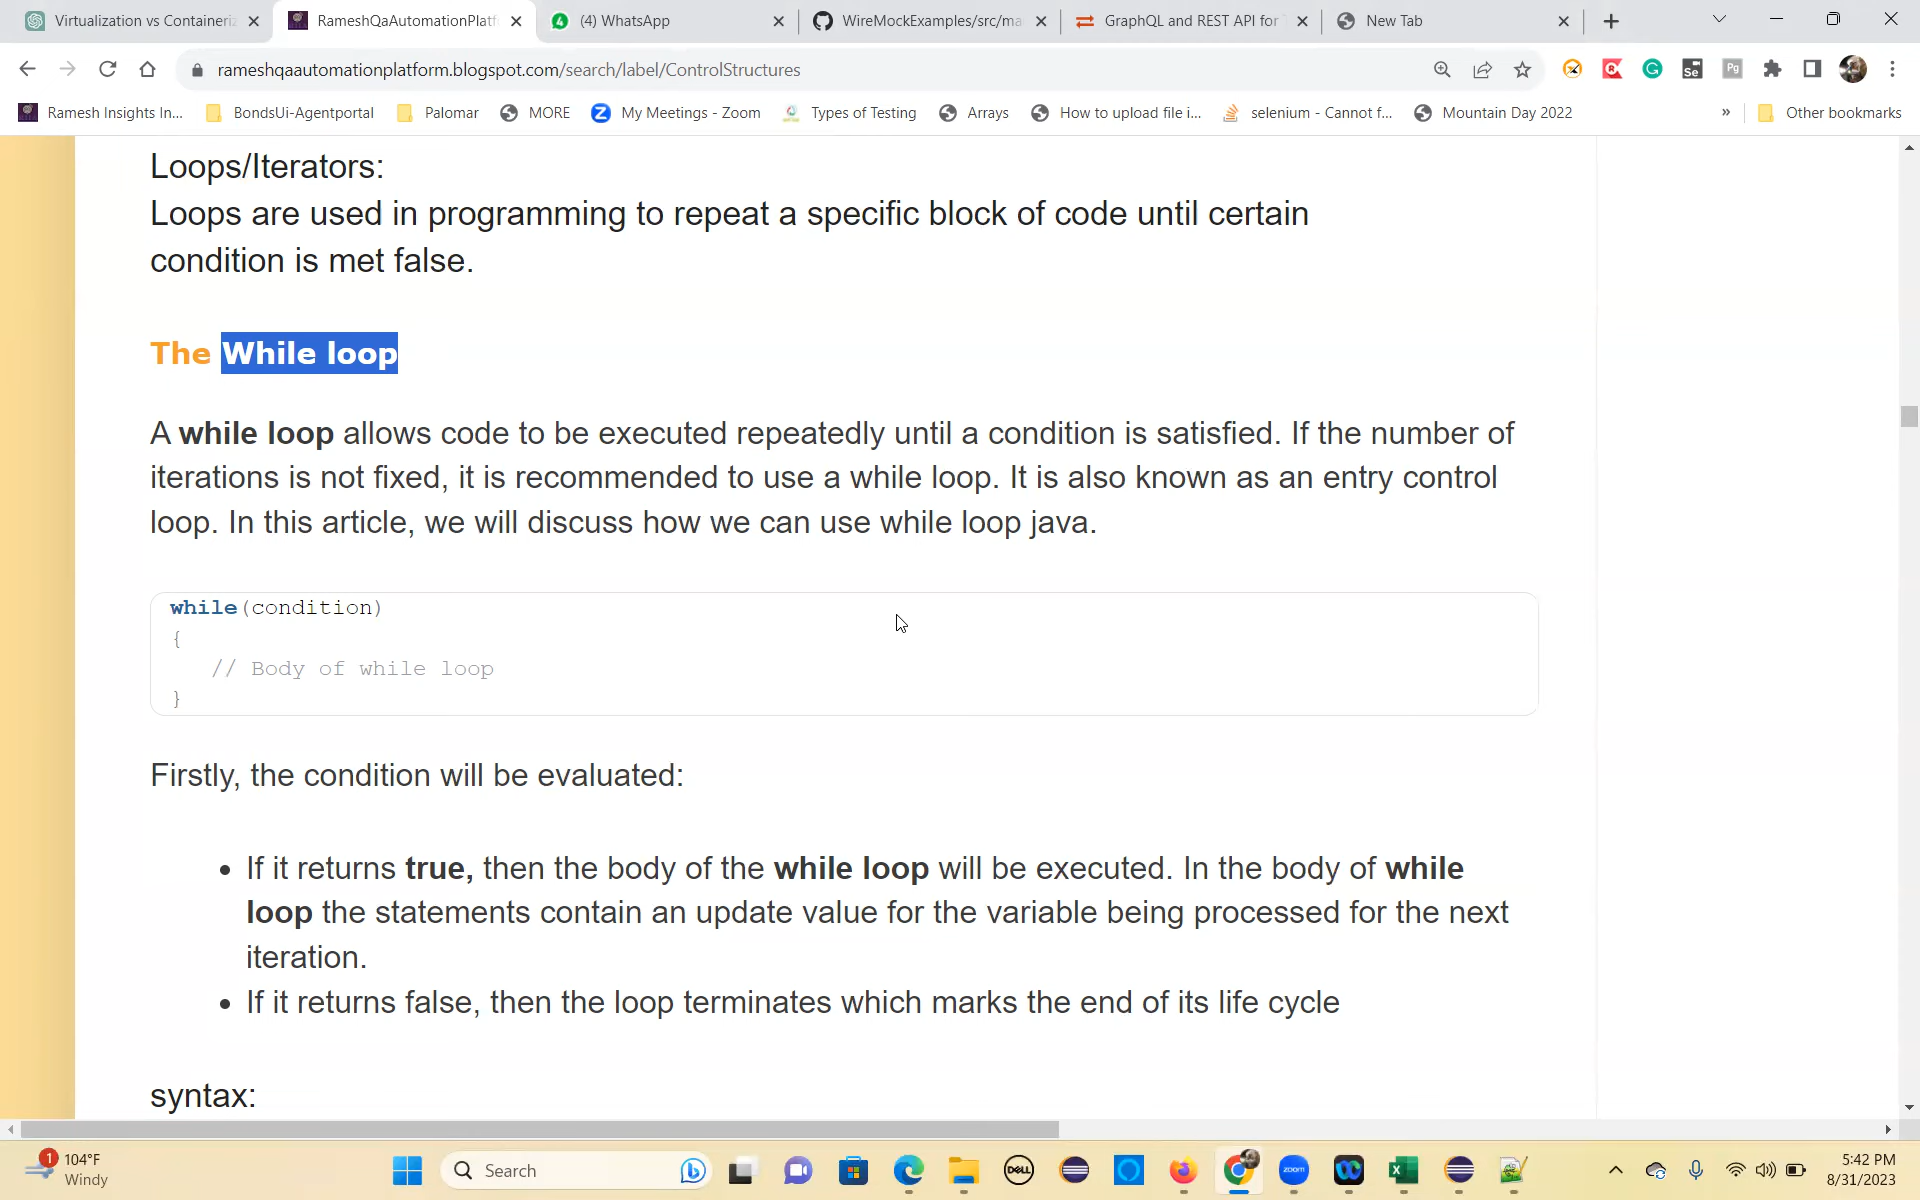 Virtualization vs Containeriz
RameshQaAutomationPlatf
(4) WhatsApp
WireMockExamples/src/ma
GraphQL and REST API for
New Tab
rameshqaautomationplatform.blogspot.com/search/label/ControlStructures
Ramesh Insights In...
BondsUi-Agentportal
Palomar
MORE
My Meetings - Zoom
Types of Testing
Arrays
How to upload file i...
selenium - Cannot f...
Mountain Day 2022
»
Other bookmarks
Loops/Iterators:
Loops are used in programming to repeat a specific block of code until certain
condition is met false.
The While loop
A while loop allows code to be executed repeatedly until a condition is satisfied. If the number of
iterations is not fixed, it is recommended to use a while loop. It is also known as an entry control
loop. In this article, we will discuss how we can use while loop java.
while(condition)
{
// Body of while loop
}
Firstly, the condition will be evaluated:
• If it returns true, then the body of the while loop will be executed. In the body of while
loop the statements contain an update value for the variable being processed for the next
iteration.
• If it returns false, then the loop terminates which marks the end of its life cycle
syntax:
1
104°F
Windy
Search
DELL
zoom
5:42 PM
8/31/2023